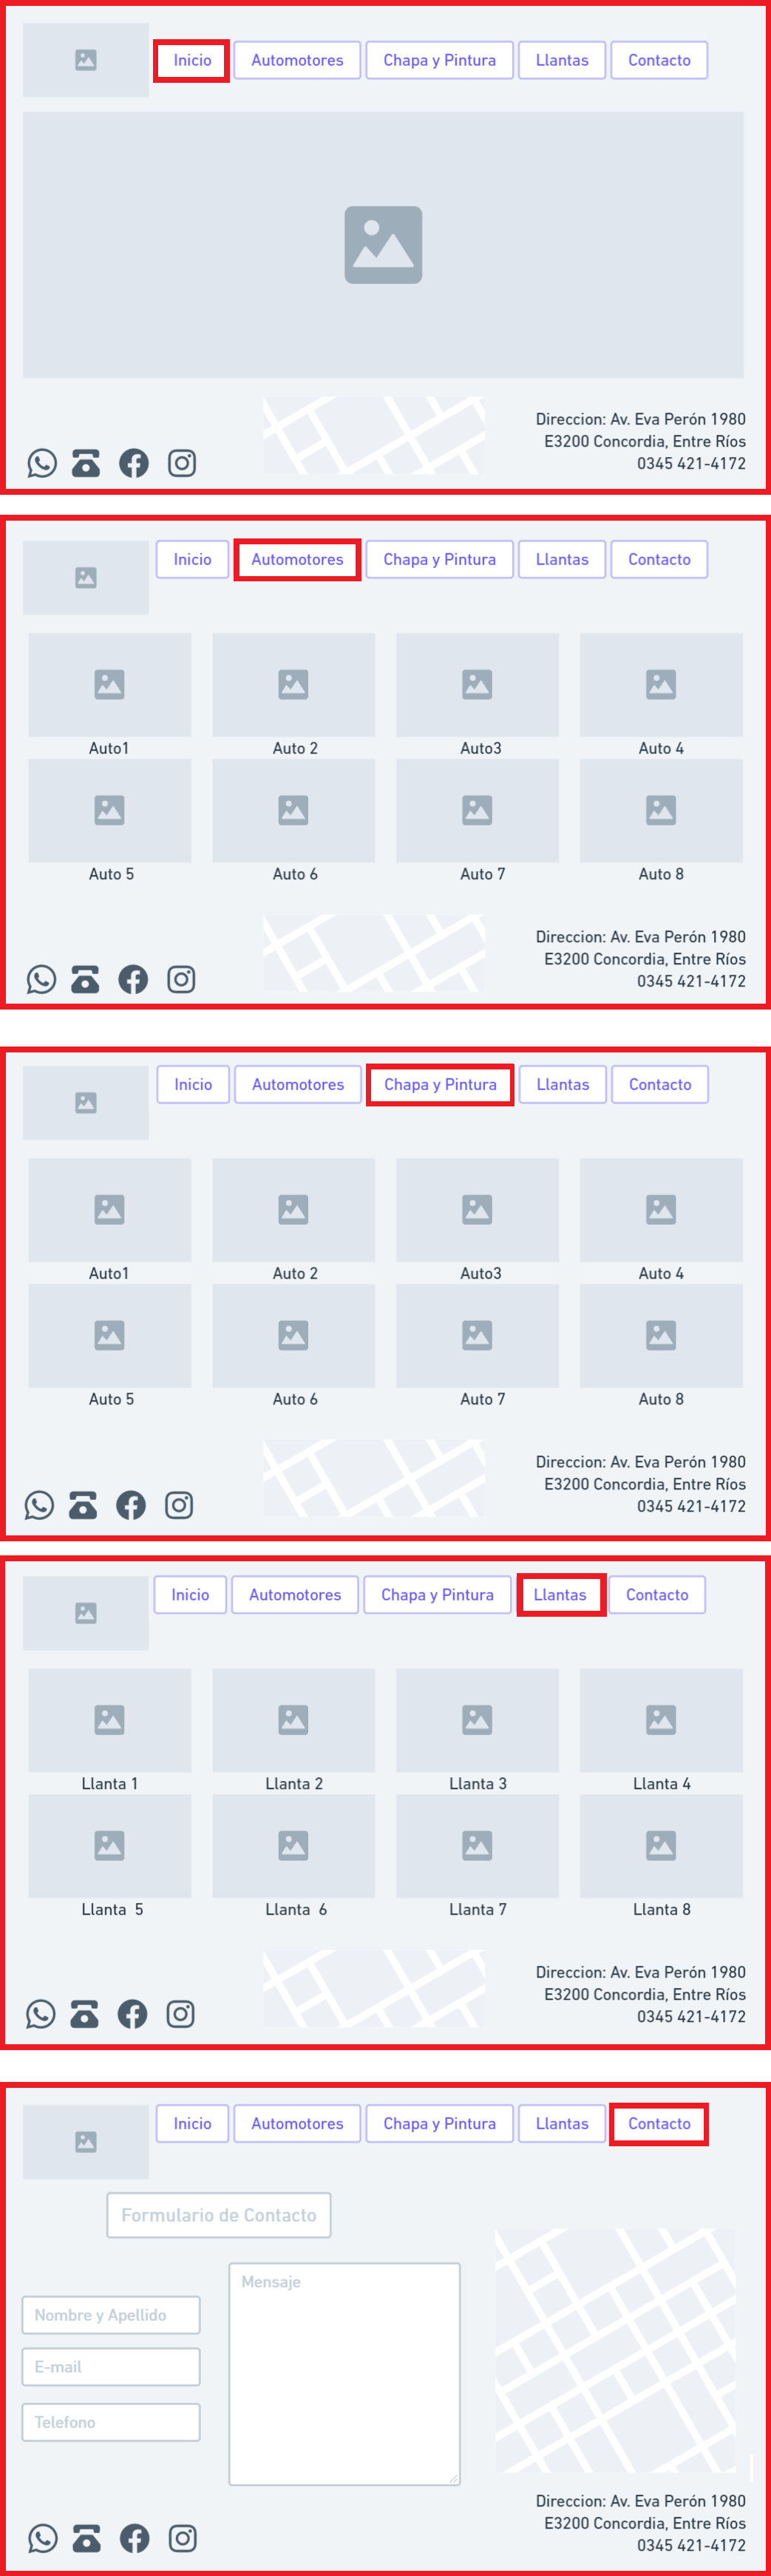 Inicio Automotores Chapa y Pintura Llantas Contacto
Direccion: Av. Eva Perón 1980
E3200 Concordia, Entre Ríos
0345 421-4172
Inicio Automotores Chapa y Pintura Llantas Contacto
Auto1 Auto 2 Auto3 Auto 4
Auto 5 Auto 6 Auto 7 Auto 8
Direccion: Av. Eva Perón 1980
E3200 Concordia, Entre Ríos
0345 421-4172
Inicio Automotores Chapa y Pintura Llantas Contacto
Auto1 Auto 2 Auto3 Auto 4
Auto 5 Auto 6 Auto 7 Auto 8
Direccion: Av. Eva Perón 1980
E3200 Concordia, Entre Ríos
0345 421-4172
Inicio Automotores Chapa y Pintura Llantas Contacto
Llanta 1 Llanta 2 Llanta 3 Llanta 4
Llanta 5 Llanta 6 Llanta 7 Llanta 8
Direccion: Av. Eva Perón 1980
E3200 Concordia, Entre Ríos
0345 421-4172
Inicio Automotores Chapa y Pintura Llantas Contacto
Formulario de Contacto
Mensaje
Nombre y Apellido
E-mail
Telefono
Direccion: Av. Eva Perón 1980
E3200 Concordia, Entre Ríos
0345 421-4172